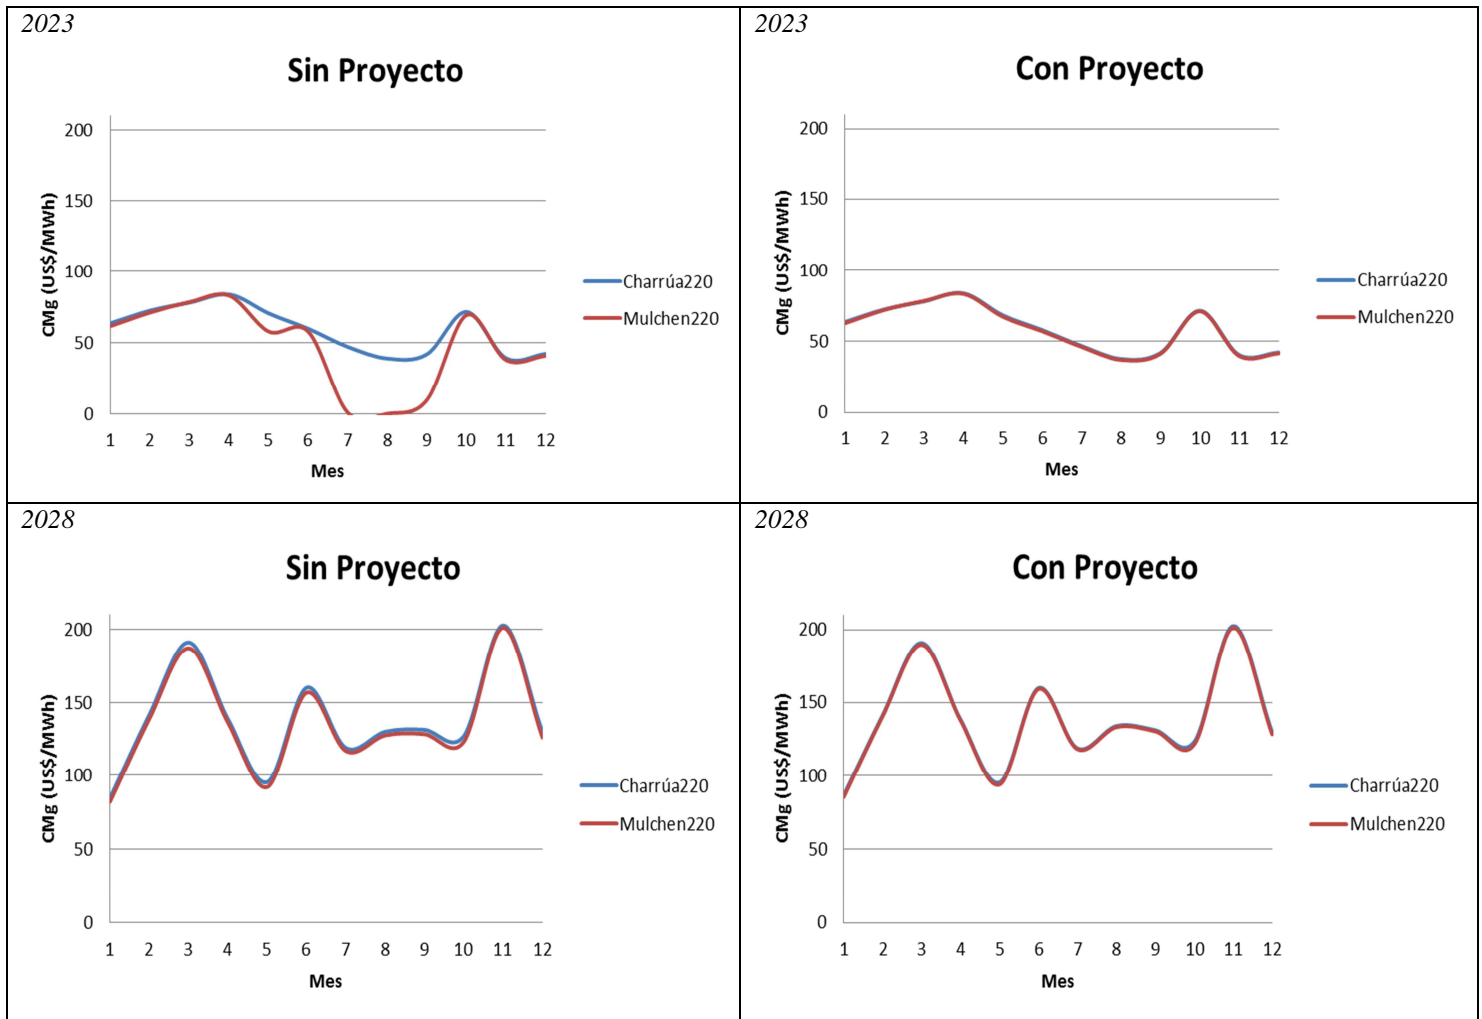 2023
Sin Proyecto
200
150
100
50
0
CMg (US$/MWh)
1 2 3 4 5 6 7 8 9 10 11 12
Mes
Charrúa220
Mulchen220
2023
Con Proyecto
200
150
100
50
0
CMg (US$/MWh)
1 2 3 4 5 6 7 8 9 10 11 12
Mes
Charrúa220
Mulchen220
2028
Sin Proyecto
200
150
100
50
0
CMg (US$/MWh)
1 2 3 4 5 6 7 8 9 10 11 12
Mes
Charrúa220
Mulchen220
2028
Con Proyecto
200
150
100
50
0
CMg (US$/MWh)
1 2 3 4 5 6 7 8 9 10 11 12
Mes
Charrúa220
Mulchen220